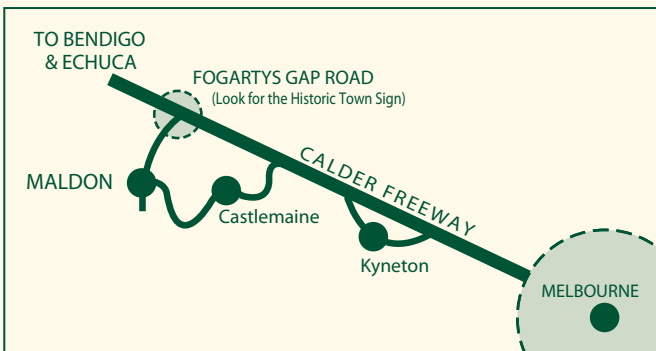 TO BENDIGO
& ECHUCA
FOGARTYS GAP ROAD
(Look for the Historic Town Sign)
MALDON
Castlemaine
CALDER FREEWAY
Kyneton
MELBOURNE